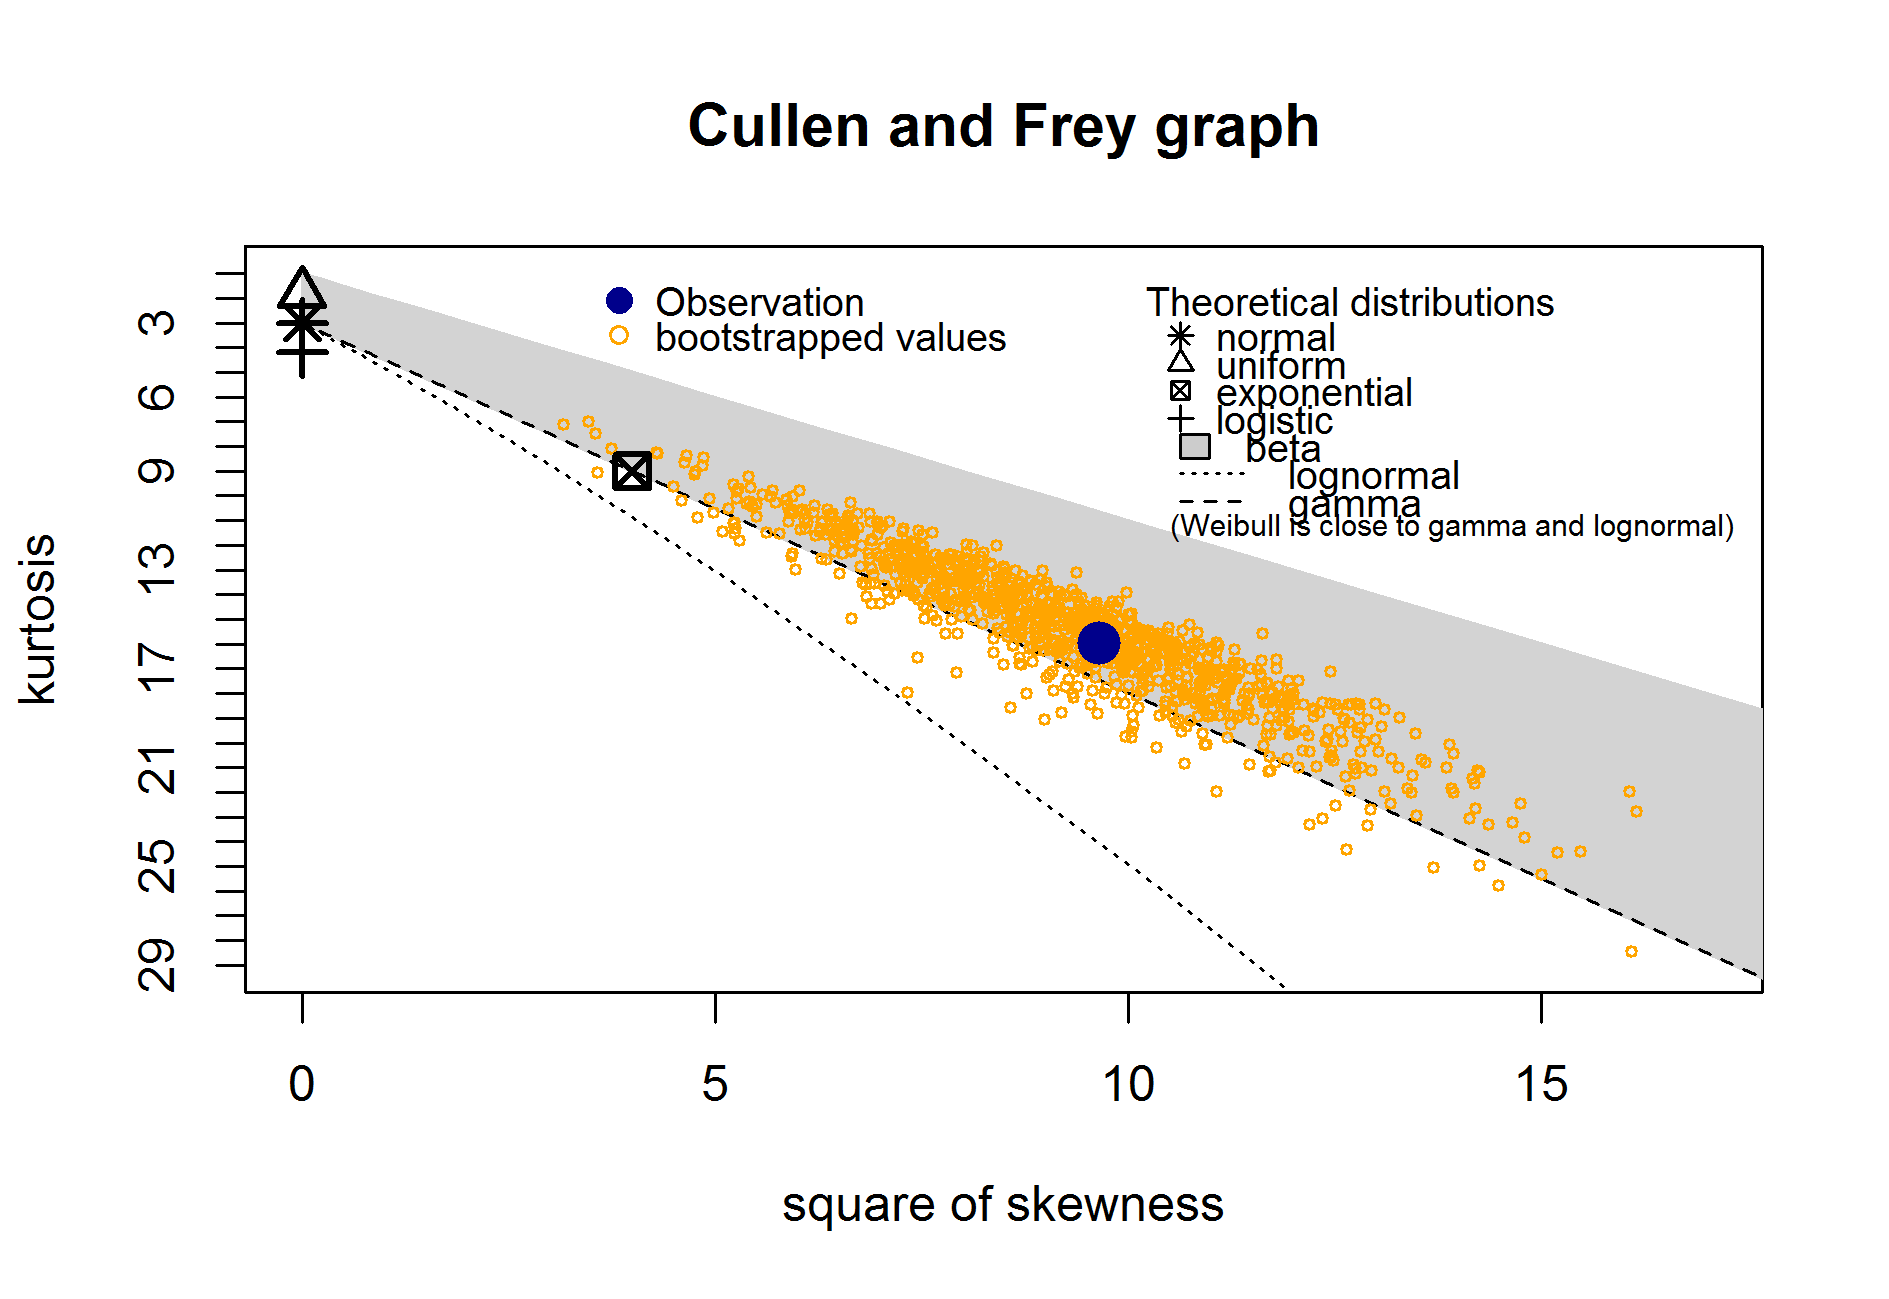 Cullen and Frey graph
Observation
bootstrapped values
Theoretical distributions
normal
uniform
exponential
logistic
beta
lognormal
gamma
(Weibull is close to gamma and lognormal)
kurtosis
3
6
9
13
17
21
25
29
0 5 10 15
square of skewness